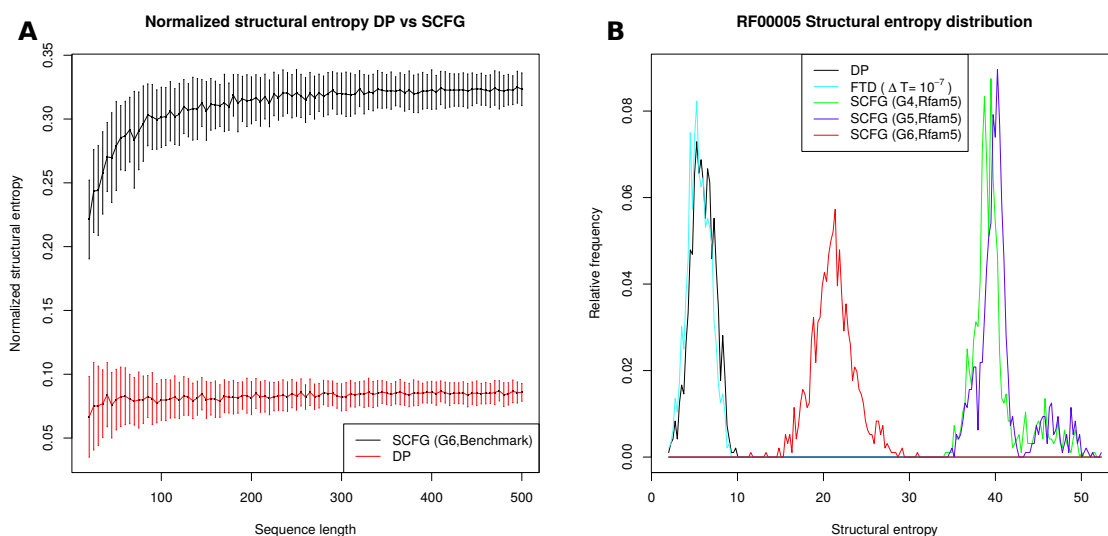 A
Normalized structural entropy DP vs SCFG
Normalized structural entropy
0.35
0.30
0.25
0.20
0.15
0.10
0.05
100
200
300
400
500
Sequence length
SCFG (G6,Benchmark)
DP
B
RF00005 Structural entropy distribution
Relative frequency
0.08
0.06
0.04
0.02
0.00
0
10
20
30
40
50
Structural entropy
DP
FTD ( Δ T= 10⁻⁷)
SCFG (G4,Rfam5)
SCFG (G5,Rfam5)
SCFG (G6,Rfam5)